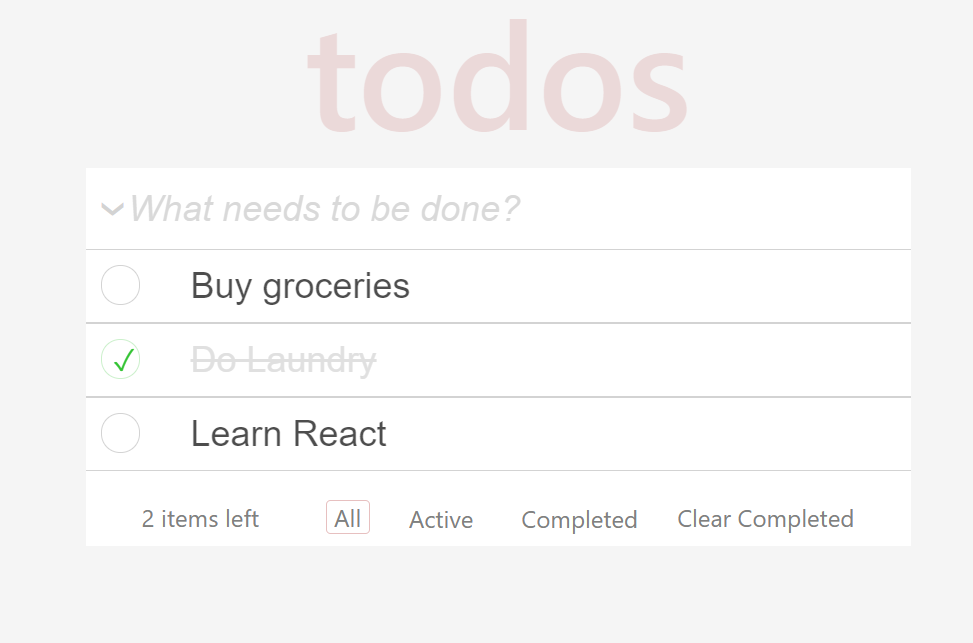 todos
What needs to be done?
Buy groceries
Do Laundry
Learn React
2 items left All Active Completed Clear Completed